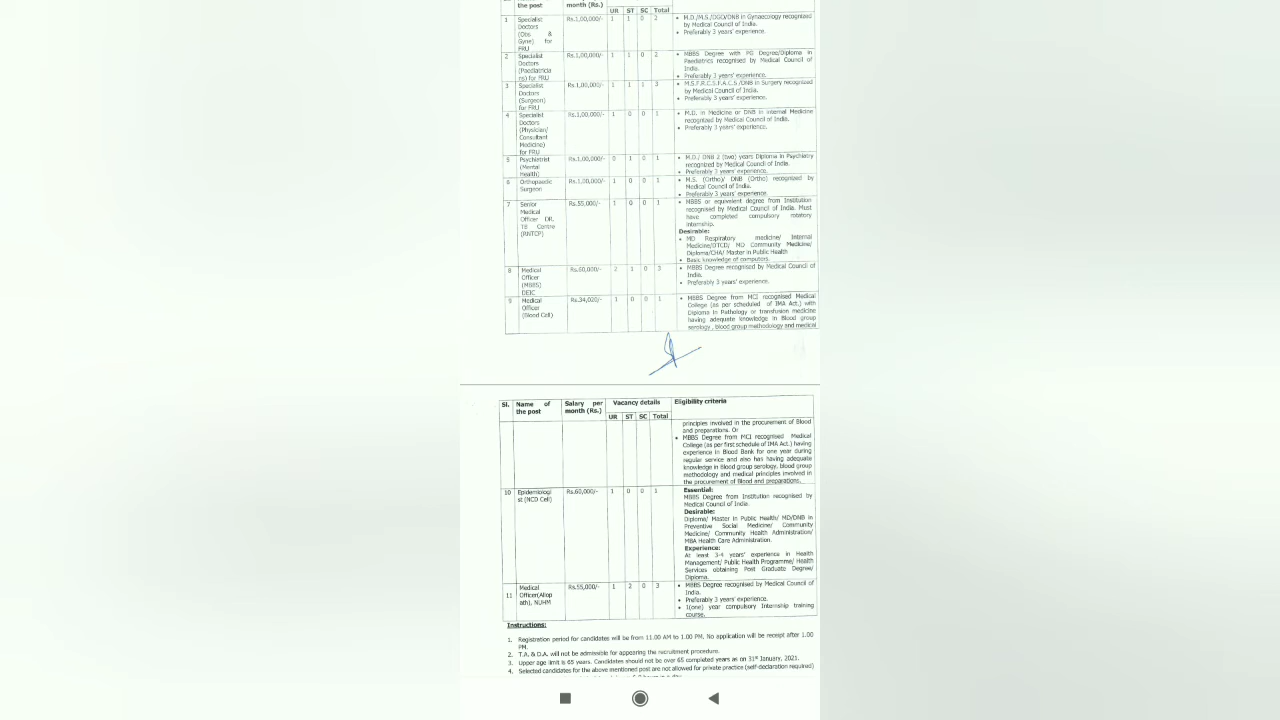 the post
month (Rs.)
UR ST SC Total
1 Specialist Doctors (Obs & Gyne) for FRU Rs.1,00,000/- 1 1 0 2
• M.D./M.S./DGO/DNB in Gynaecology recognized
by Medical Council of India.
• Preferably 3 years' experience.
2 Specialist Doctors (Paediatricia ns) for FRU Rs.1,00,000/- 1 1 0 2
• MBBS Degree with PG Degree/Diploma in
Paediatrics recognised by Medical Council of
India.
• Preferably 3 years' experience.
3 Specialist Doctors (Surgeon) for FRU Rs.1,00,000/- 1 1 1 3
• M.S.F.R.C.S.F.A.C.S./DNB in Surgery recognized
by Medical Council of India.
• Preferably 3 years' experience.
4 Specialist Doctors (Physician/ Consultant Medicine) for FRU Rs.1,00,000/- 1 0 0 1
• M.D. in Medicine or DNB in internal Medicine
recognized by Medical Council of India.
• Preferably 3 years' experience.
5 Psychiatrist (Mental Health) Rs.1,00,000/- 0 1 0 1
• M.D./ DNB 2 (two) years Diploma in Psychiatry
recognized by Medical Council of India.
• Preferably 3 years' experience.
6 Orthopaedic Surgeon Rs.1,00,000/- 1 0 0 1
• M.S. (Ortho)/ DNB (Ortho) recognized by
Medical Council of India.
• Preferably 3 years' experience.
7 Senior Medical Officer DR. TB Centre (RNTCP) Rs.55,000/- 1 0 0 1
• MBBS or equivalent degree from Institution
recognised by Medical Council of India. Must
have completed compulsory rotatory
internship.
Desirable:
• MD Respiratory medicine/ Internal
Medicine/DTCD/ MD Community Medicine/
Diploma/CHA/ Master in Public Health
• Basic knowledge of computers.
8 Medical Officer (MBBS) DEIC Rs.60,000/- 2 1 0 3
• MBBS Degree recognised by Medical Council of
India.
• Preferably 3 years' experience.
9 Medical Officer (Blood Cell) Rs.34,020/- 1 0 0 1
• MBBS Degree from MCI recognised Medical
College (as per scheduled of IMA Act.) with
Diploma in Pathology or transfusion medicine
having adequate knowledge in Blood group
serology , blood group methodology and medical
Sl. Name of the post Salary per month (Rs.) Vacancy details Eligibility criteria
UR ST SC Total
principles involved in the procurement of Blood
and preparations. Or
• MBBS Degree from MCI recognised Medical
College (as per first schedule of IMA Act.) having
experience in Blood Bank for one year during
regular service and also has having adequate
knowledge in Blood group serology, blood group
methodology and medical principles involved in
the procurement of Blood and preparations.
10 Epidemiologi st (NCD Cell) Rs.60,000/- 1 0 0 1
Essential:
MBBS Degree from Institution recognised by
Medical Council of India.
Desirable:
Diploma/ Master in Public Health/ MD/DNB in
Preventive Social Medicine/ Community
Medicine/ Community Health Administration/
MBA Health Care Administration.
Experience:
At least 3-4 years' experience in Health
Management/ Public Health Programme/ Health
Services obtaining Post Graduate Degree/
Diploma.
11 Medical Officer(Allop ath), NUHM Rs.55,000/- 1 2 0 3
• MBBS Degree recognised by Medical Council of
India.
• Preferably 3 years' experience.
• 1(one) year compulsory Internship training
course.
Instructions:
1. Registration period for candidates will be from 11.00 AM to 1.00 PM. No application will be receipt after 1.00
PM.
2. T.A. & D.A. will not be admissible for appearing the recruitment procedure.
3. Upper age limit is 65 years. Candidates should not be over 65 completed years as on 31st January, 2021.
4. Selected candidates for the above mentioned post are not allowed for private practice (self-declaration required)